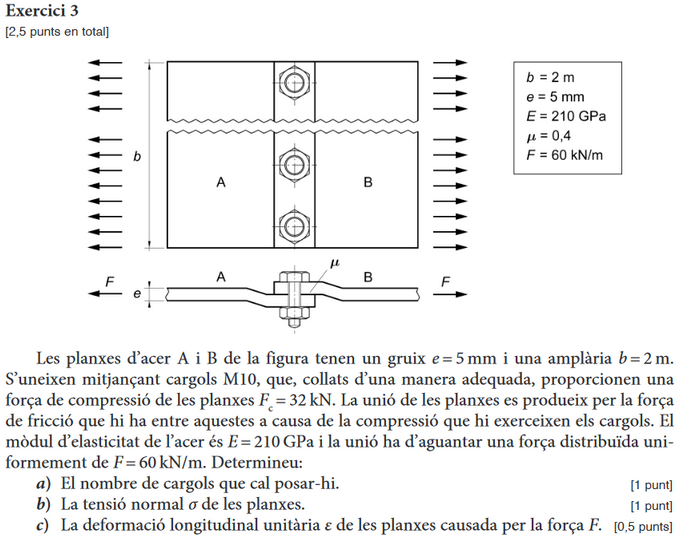 Exercici 3
[2,5 punts en total]
b = 2 m
e = 5 mm
E = 210 GPa
μ = 0,4
F = 60 kN/m
b
A
B
μ
F
A
B
F
e
Les planxes d'acer A i B de la figura tenen un gruix e = 5 mm i una amplària b = 2 m.
S'uneixen mitjançant cargols M10, que, collats d'una manera adequada, proporcionen una
força de compressió de les planxes Fc = 32 kN. La unió de les planxes es produeix per la força
de fricció que hi ha entre aquestes a causa de la compressió que hi exerceixen els cargols. El
mòdul d'elasticitat de l'acer és E = 210 GPa i la unió ha d'aguantar una força distribuïda uni-
formement de F = 60 kN/m. Determineu:
a) El nombre de cargols que cal posar-hi. [1 punt]
b) La tensió normal σ de les planxes. [1 punt]
c) La deformació longitudinal unitària ε de les planxes causada per la força F. [0,5 punts]